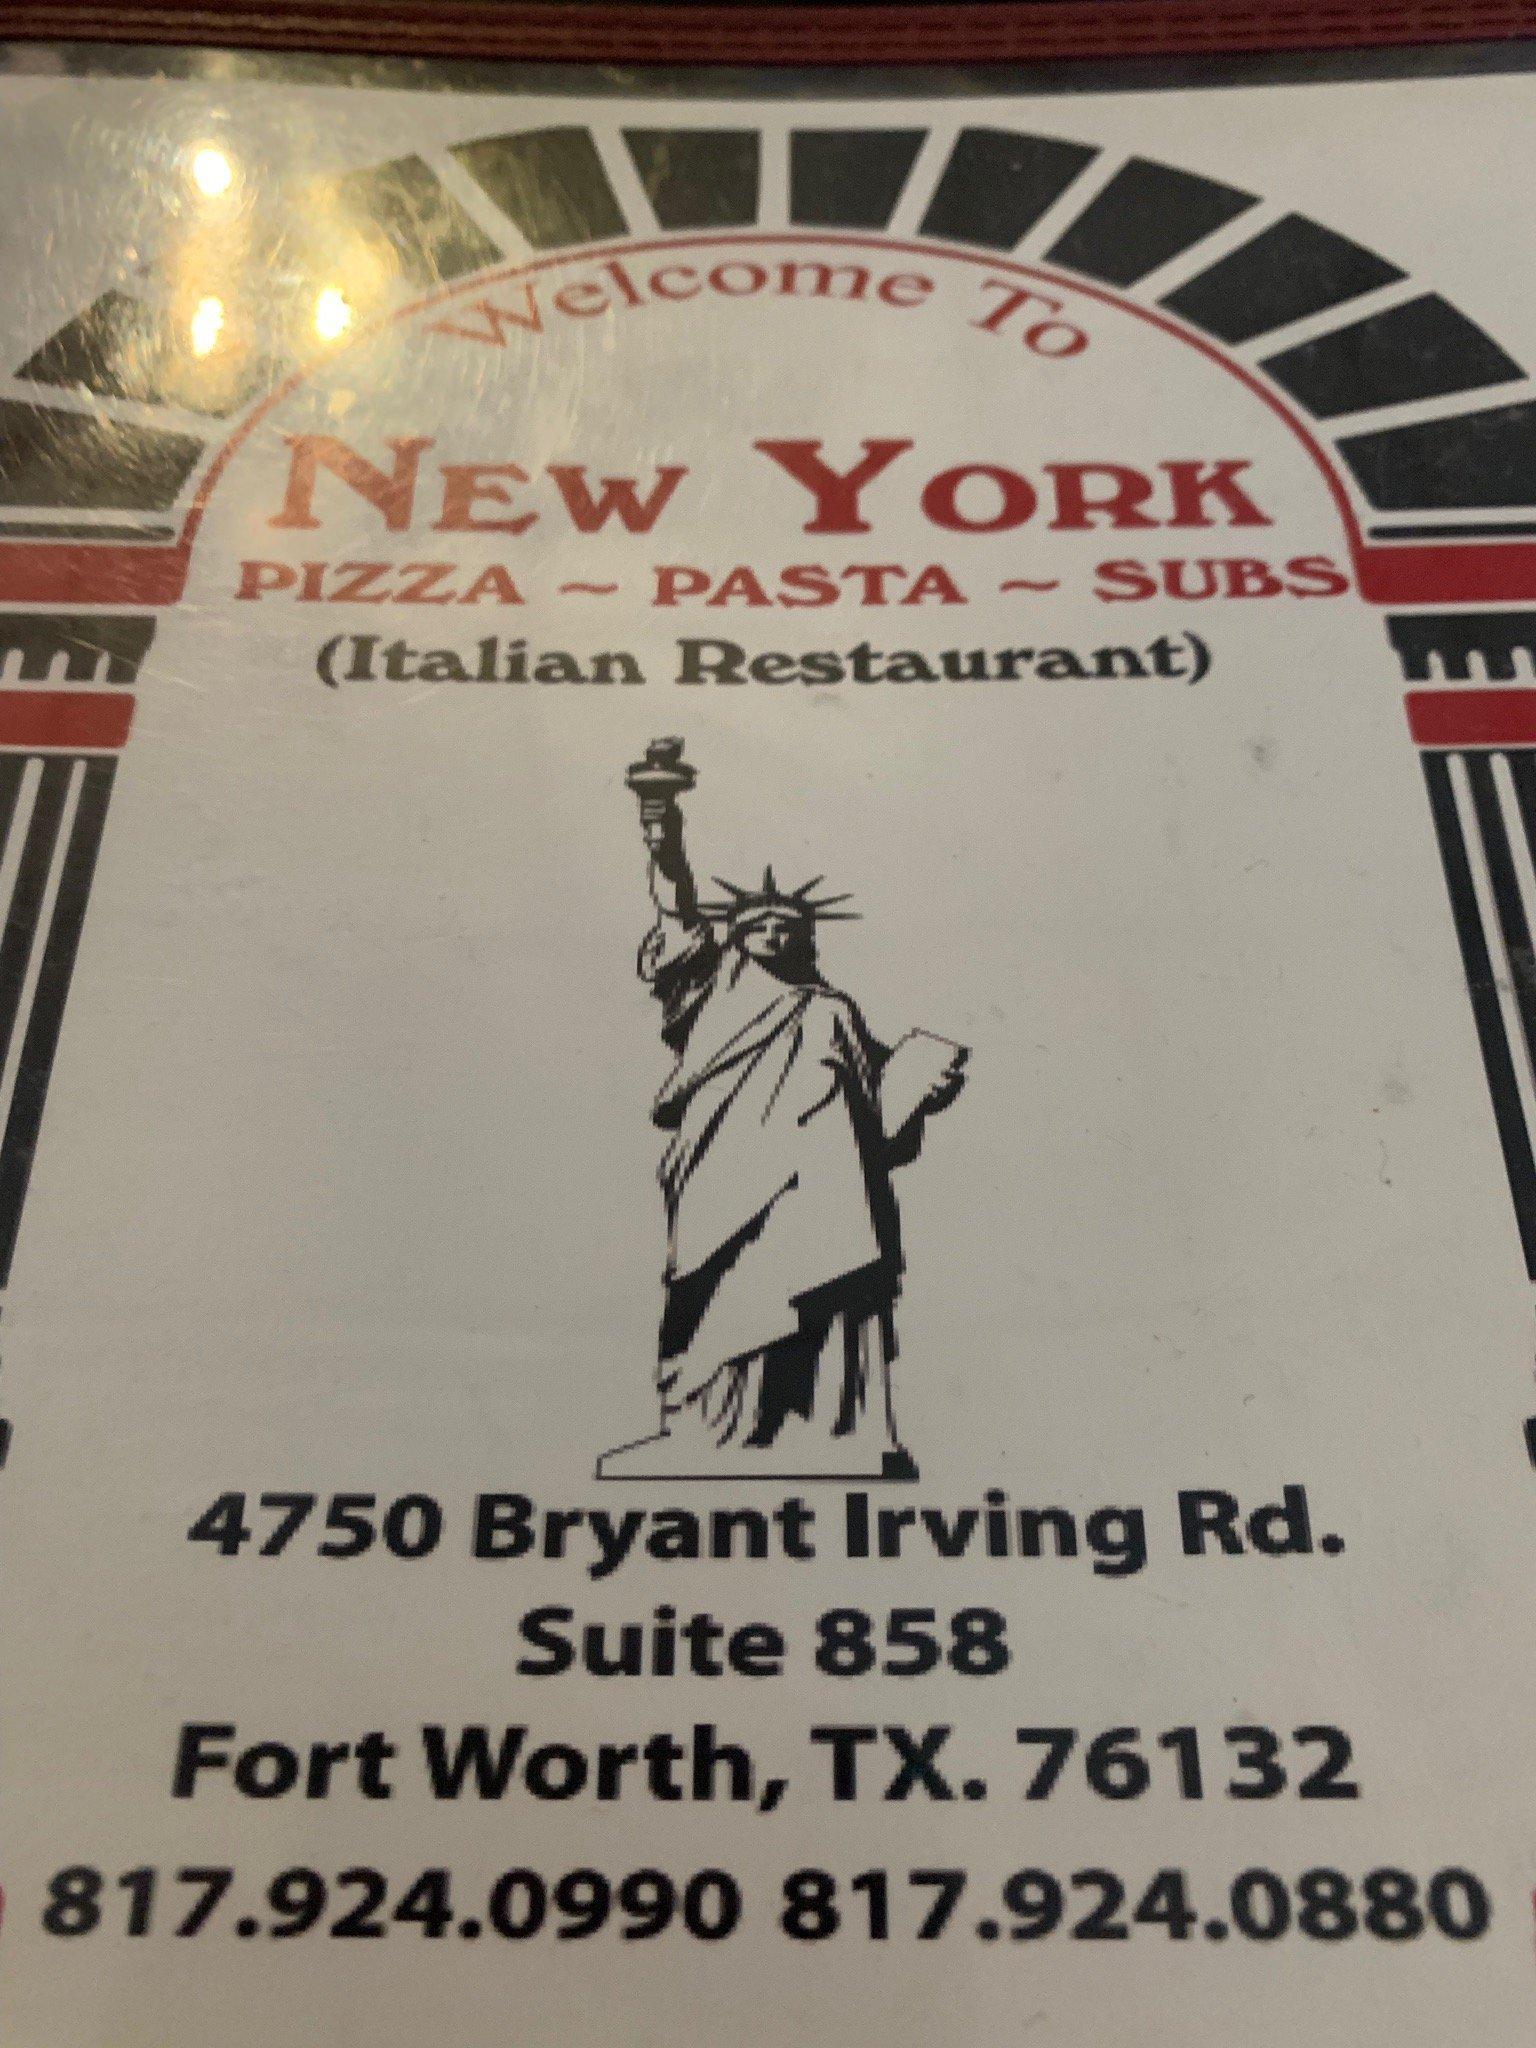 Welcome To
New York
PIZZA ~ PASTA ~ SUBS
(Italian Restaurant)
4750 Bryant Irving Rd.
Suite 858
Fort Worth, TX. 76132
817.924.0990 817.924.0880